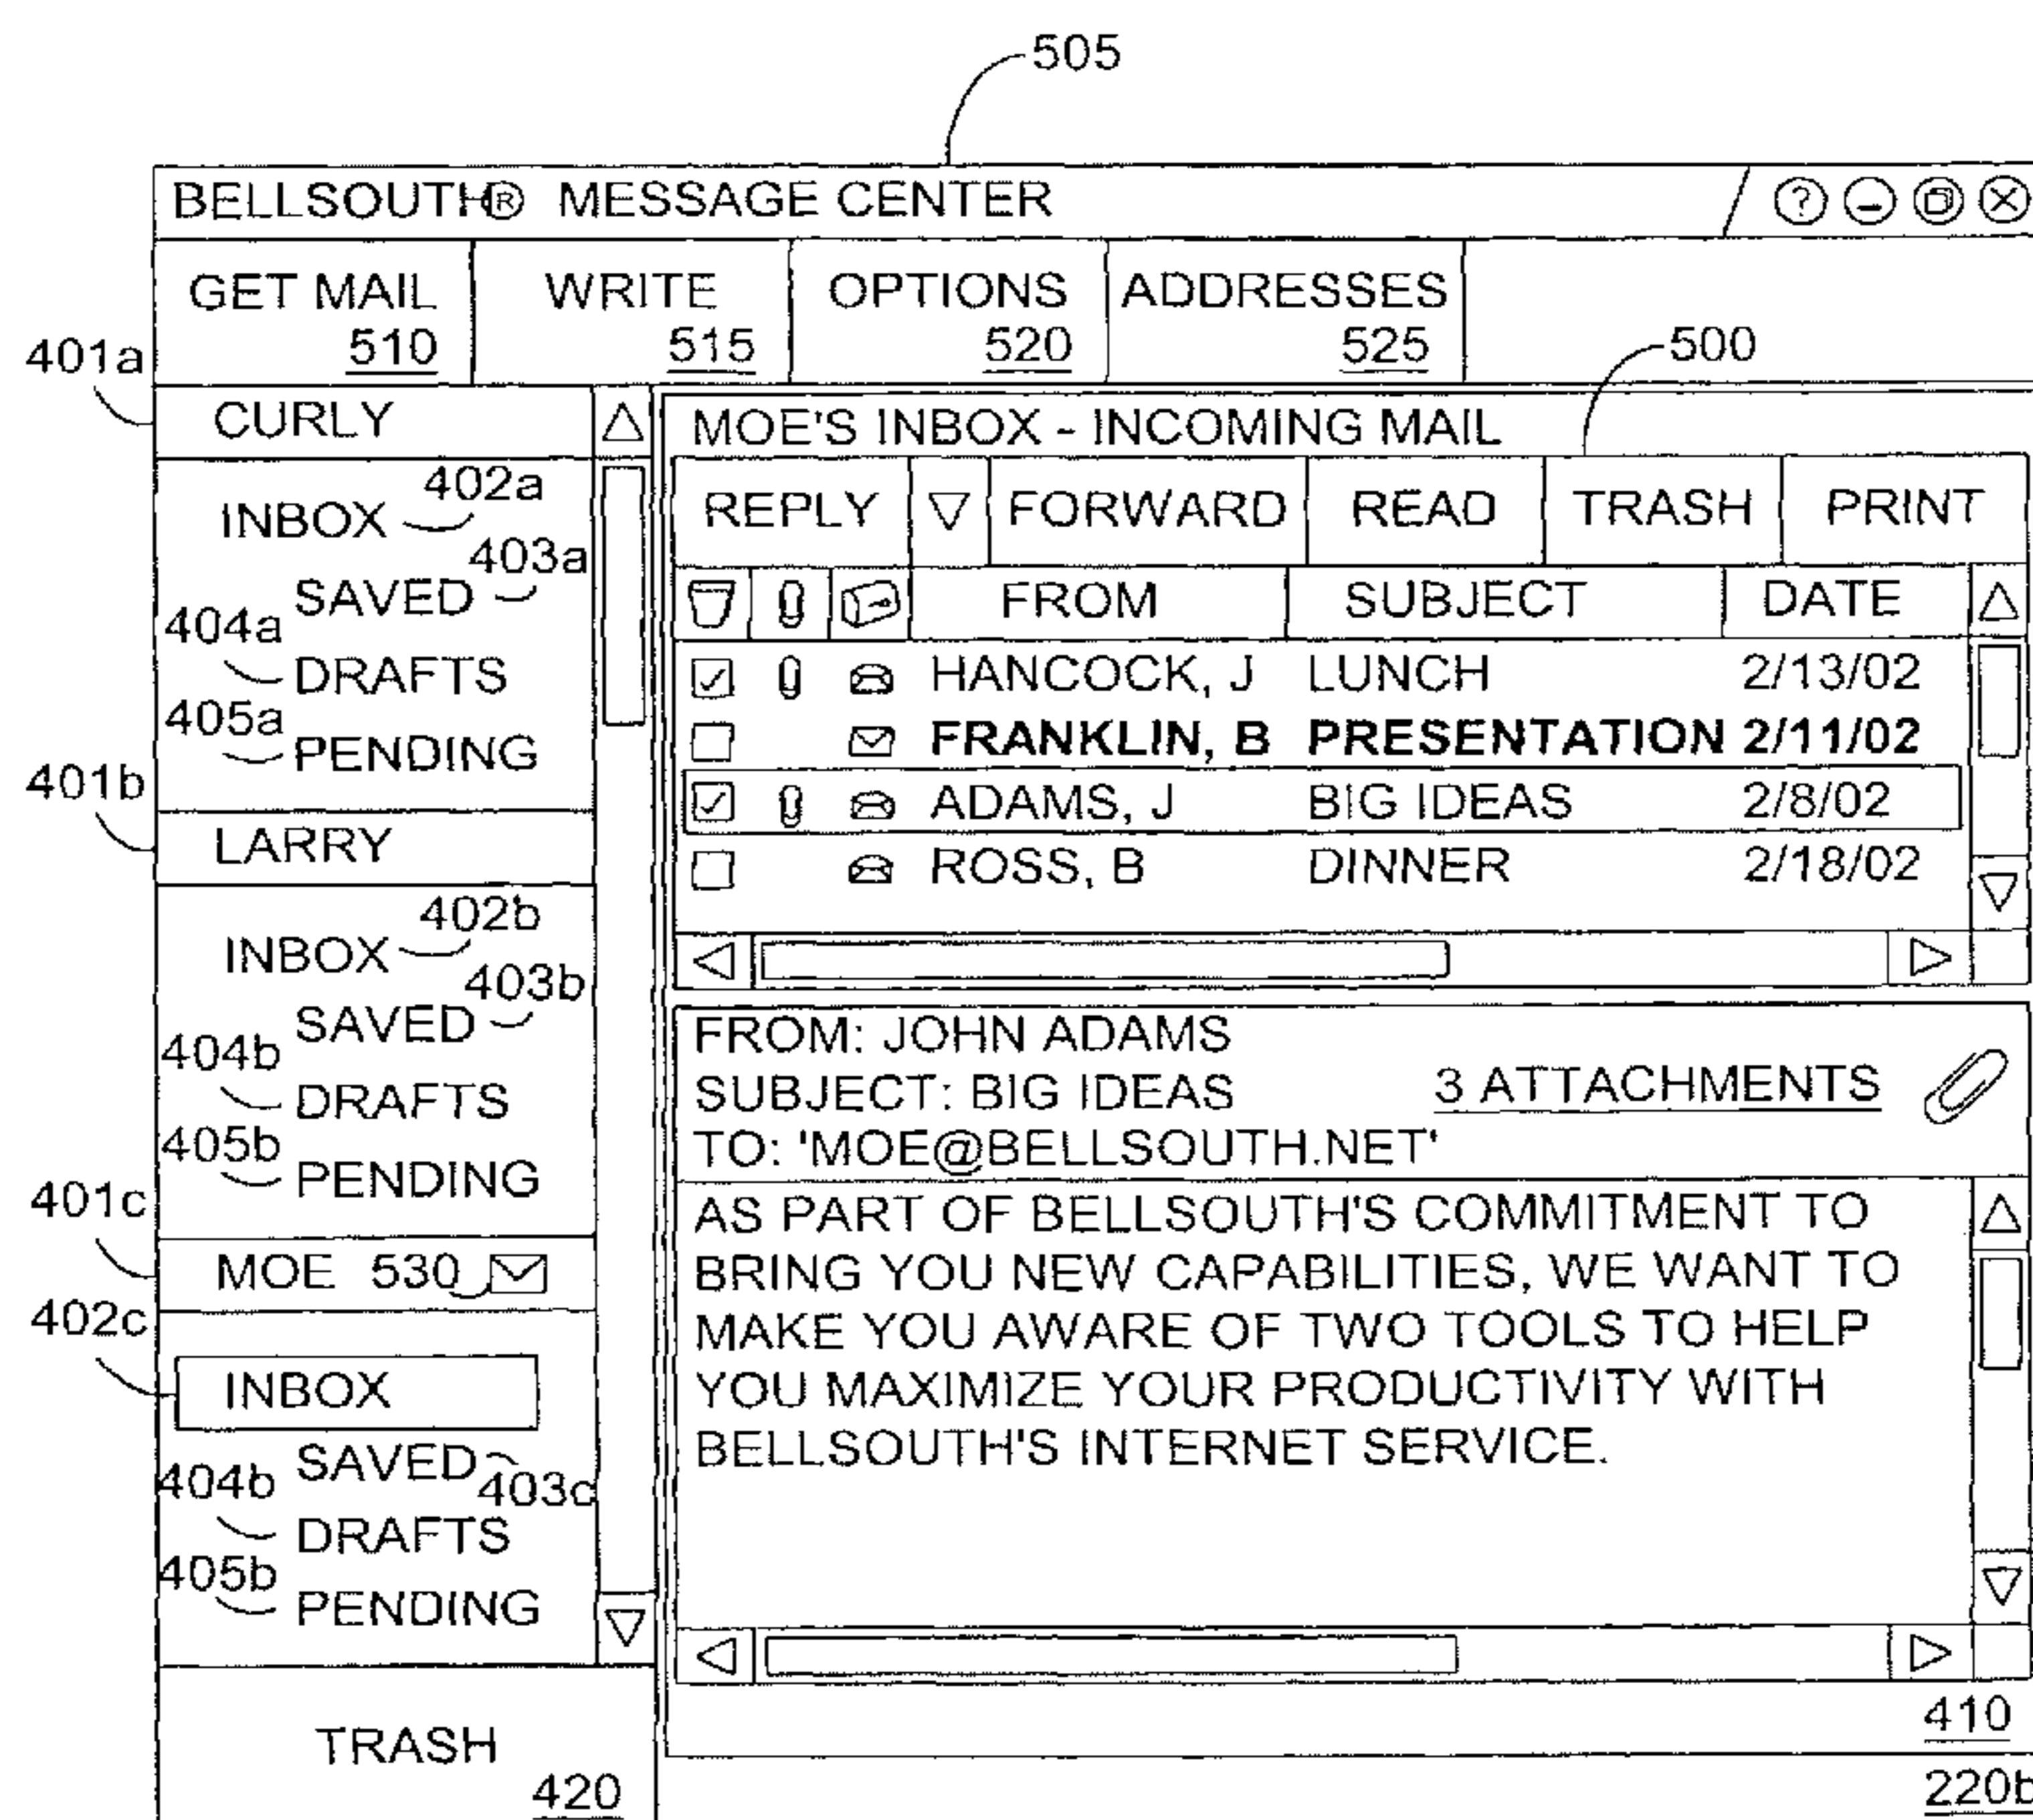 505
BELLSOUTH® MESSAGE CENTER ?
GET MAIL WRITE OPTIONS ADDRESSES
510 515 520 525
401a
500
CURLY
402a
INBOX
403a
SAVED
404a
DRAFTS
405a
PENDING
401b
LARRY
402b
INBOX
403b
SAVED
404b
DRAFTS
405b
PENDING
401c
MOE 530
402c
INBOX
SAVED
403c
404b
DRAFTS
405b
PENDING
TRASH
420
MOE'S INBOX - INCOMING MAIL
REPLY FORWARD READ TRASH PRINT
FROM SUBJECT DATE
HANCOCK, J LUNCH 2/13/02
FRANKLIN, B PRESENTATION 2/11/02
ADAMS, J BIG IDEAS 2/8/02
ROSS, B DINNER 2/18/02
FROM: JOHN ADAMS
SUBJECT: BIG IDEAS 3 ATTACHMENTS
TO: 'MOE@BELLSOUTH.NET'
AS PART OF BELLSOUTH'S COMMITMENT TO
BRING YOU NEW CAPABILITIES, WE WANT TO
MAKE YOU AWARE OF TWO TOOLS TO HELP
YOU MAXIMIZE YOUR PRODUCTIVITY WITH
BELLSOUTH'S INTERNET SERVICE.
410
220b